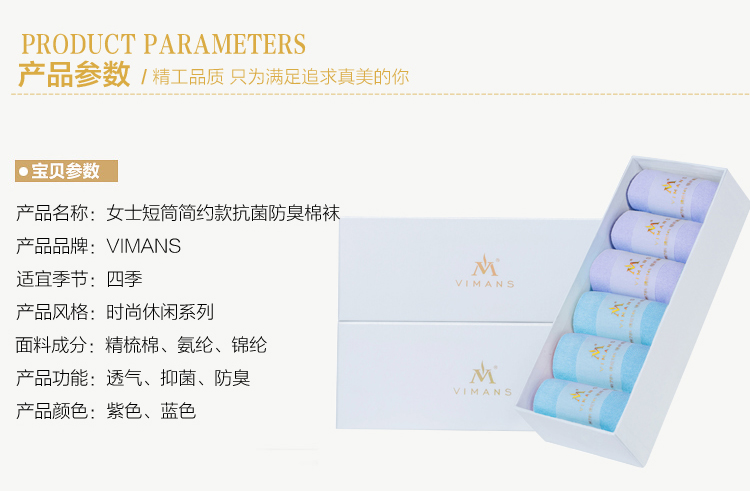 PRODUCT PARAMETERS
产品参数 / 精工品质 只为满足追求真美的你
宝贝参数
产品名称：女士短筒简约款抗菌防臭棉袜
产品品牌：VIMANS
适宜季节：四季
产品风格：时尚休闲系列
面料成分：精梳棉、氨纶、锦纶
产品功能：透气、抑菌、防臭
产品颜色：紫色、蓝色
VIMANS
VIMANS